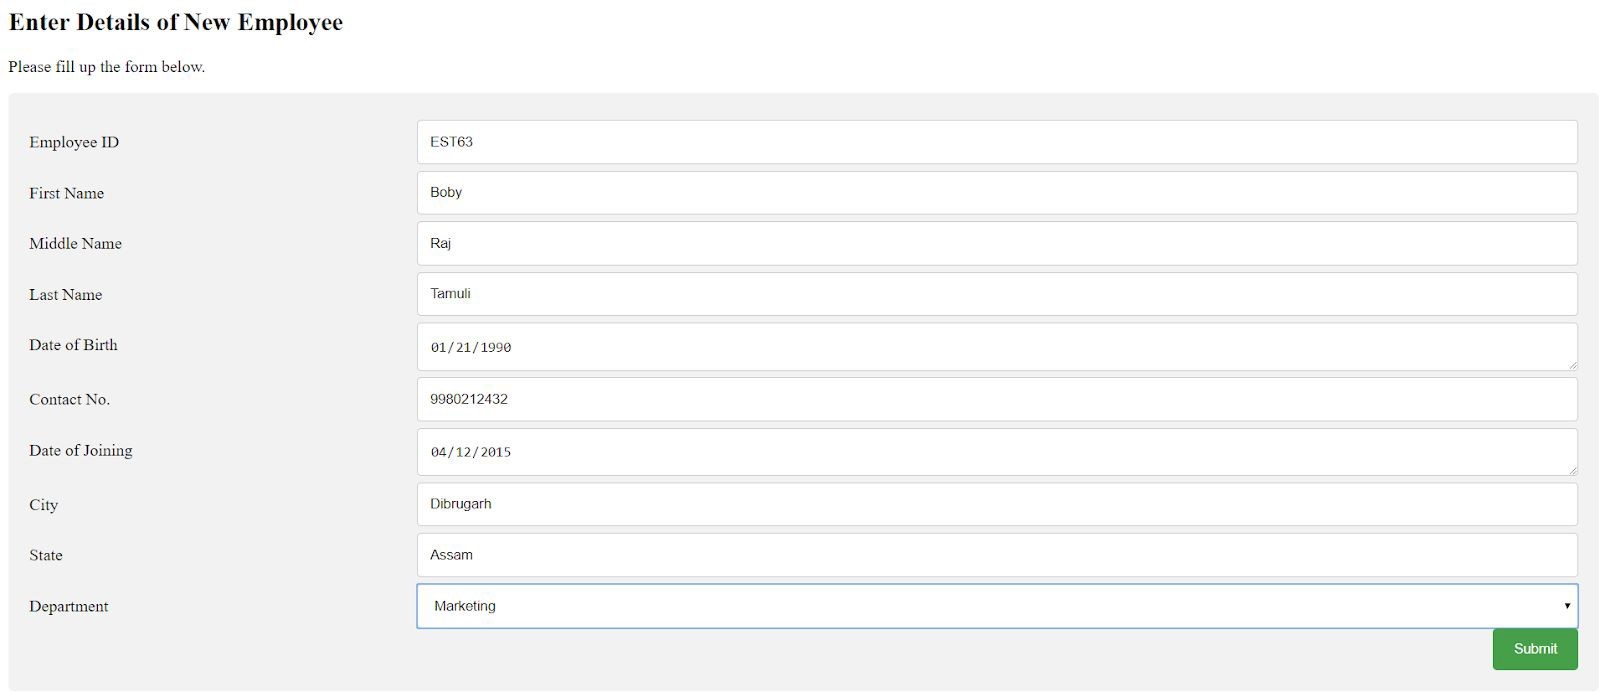 Enter Details of New Employee
Please fill up the form below.
Employee ID EST63
First Name Boby
Middle Name Raj
Last Name Tamuli
Date of Birth 01/21/1990
Contact No. 9980212432
Date of Joining 04/12/2015
City Dibrugarh
State Assam
Department Marketing
Submit